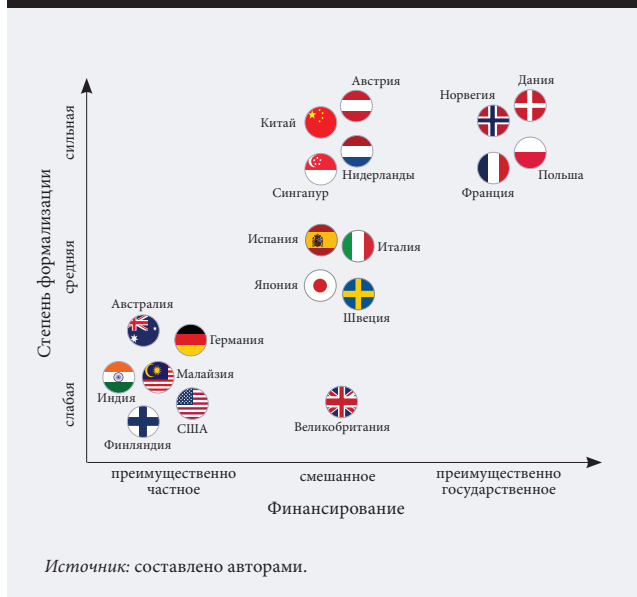 Австрия
Дания
Норвегия
Китай
Нидерланды
Польша
Сингапур
Франция
Испания
Италия
Япония
Швеция
Австралия
Германия
Малайзия
Индия
США
Финляндия
Великобритания
Степень формализации
сильная
средняя
слабая
преимущественно
частное
смешанное
преимущественно
государственное
Финансирование
Источник: составлено авторами.